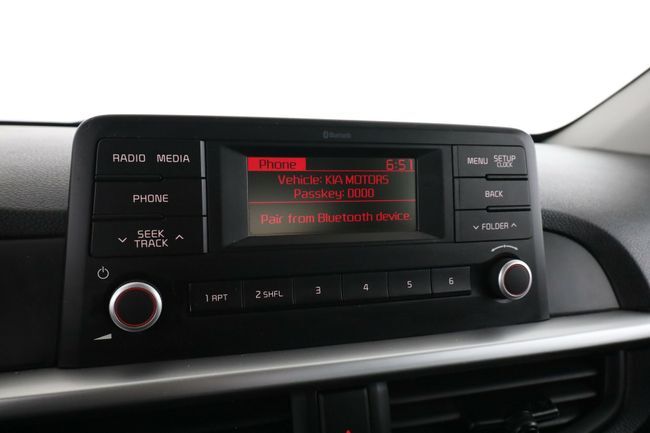 Bluetooth
RADIO MEDIA
PHONE
SEEK
TRACK
Phone 6:51
Vehicle: KIA MOTORS
Passkey: 0000
Pair from Bluetooth device.
MENU SETUP
CLOCK
BACK
FOLDER
1 RPT 2 SHFL 3 4 5 6